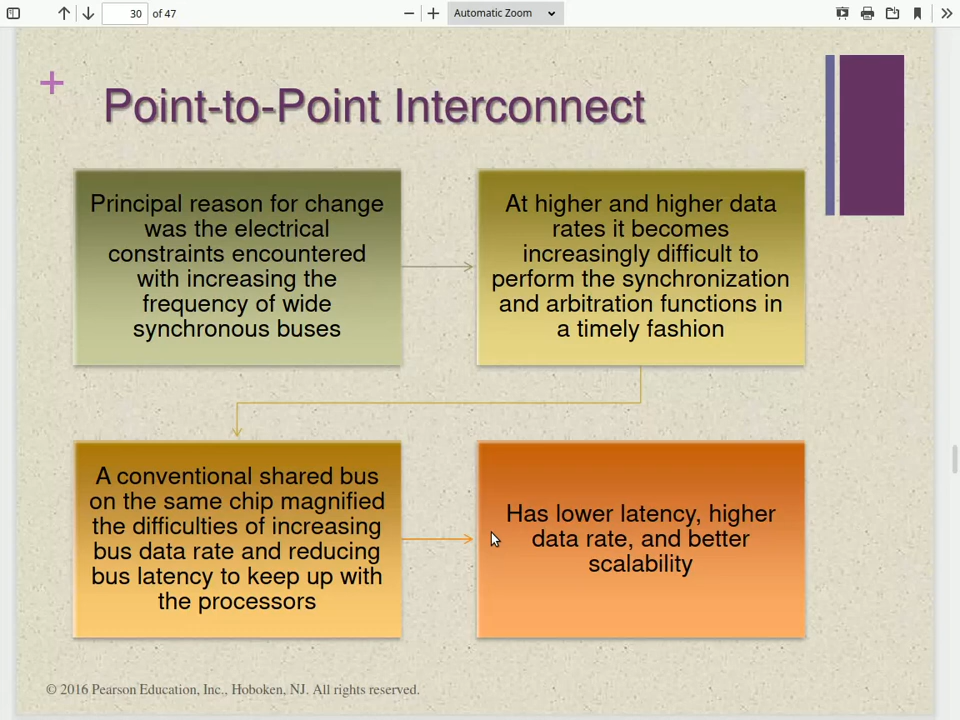 30 of 47
Automatic Zoom
+
Point-to-Point Interconnect
Principal reason for change
was the electrical
constraints encountered
with increasing the
frequency of wide
synchronous buses
At higher and higher data
rates it becomes
increasingly difficult to
perform the synchronization
and arbitration functions in
a timely fashion
A conventional shared bus
on the same chip magnified
the difficulties of increasing
bus data rate and reducing
bus latency to keep up with
the processors
Has lower latency, higher
data rate, and better
scalability
© 2016 Pearson Education, Inc., Hoboken, NJ. All rights reserved.